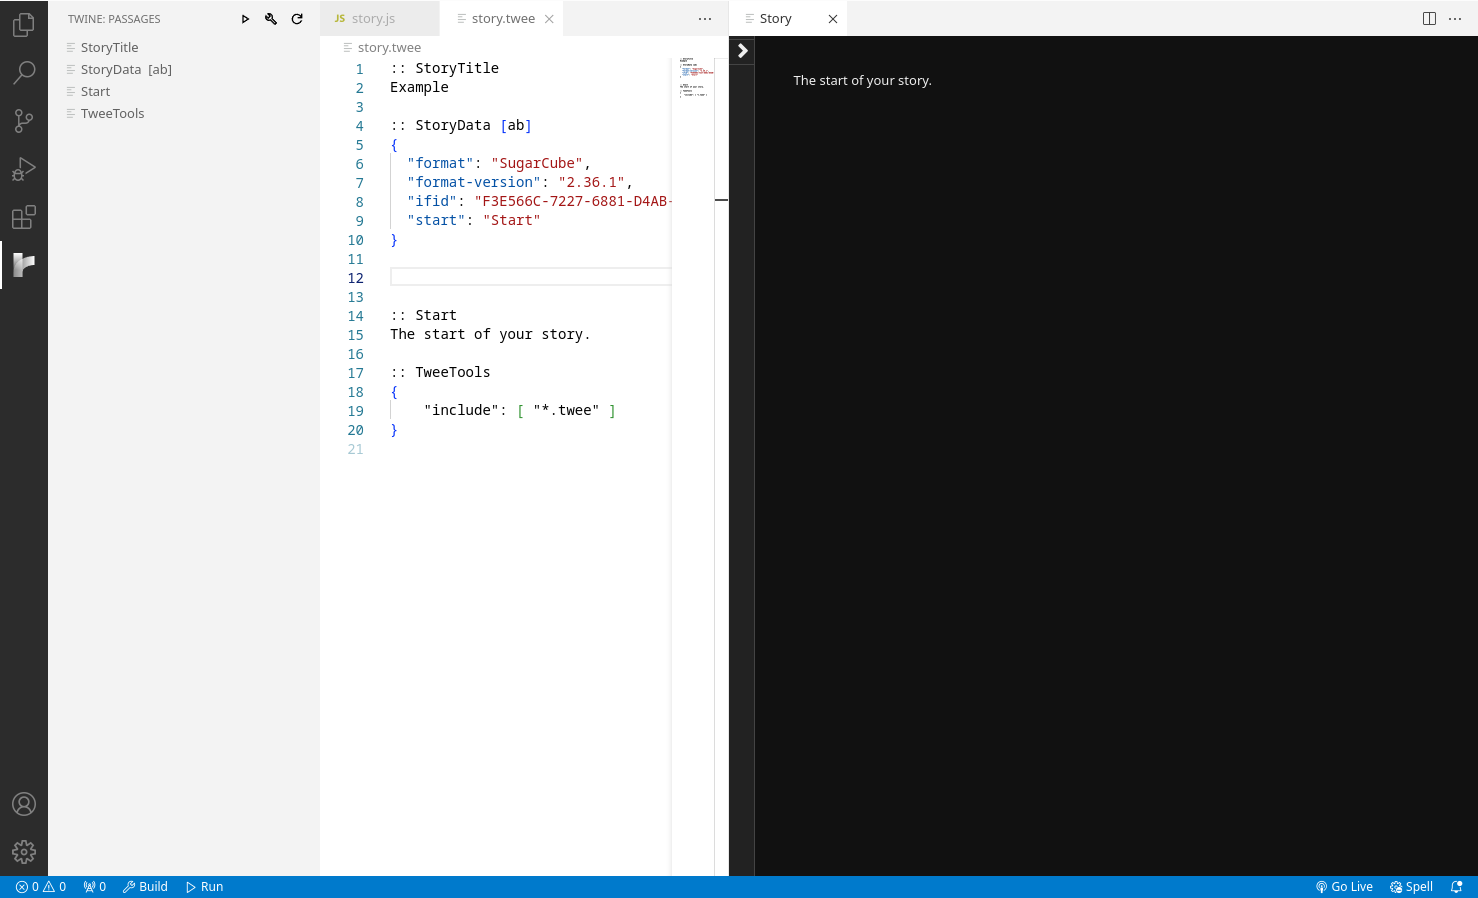 TWINE: PASSAGES
StoryTitle
StoryData [ab]
Start
TweeTools
JS story.js
story.twee
story.twee
1 :: StoryTitle
2 Example
3
4 :: StoryData [ab]
5 {
6 "format": "SugarCube",
7 "format-version": "2.36.1",
8 "ifid": "F3E566C-7227-6881-D4AB-
9 "start": "Start"
10 }
11
12
13
14 :: Start
15 The start of your story.
16
17 :: TweeTools
18 {
19 "include": [ "*.twee" ]
20 }
21
Story
The start of your story.
0 0 0 Build Run
Go Live Spell